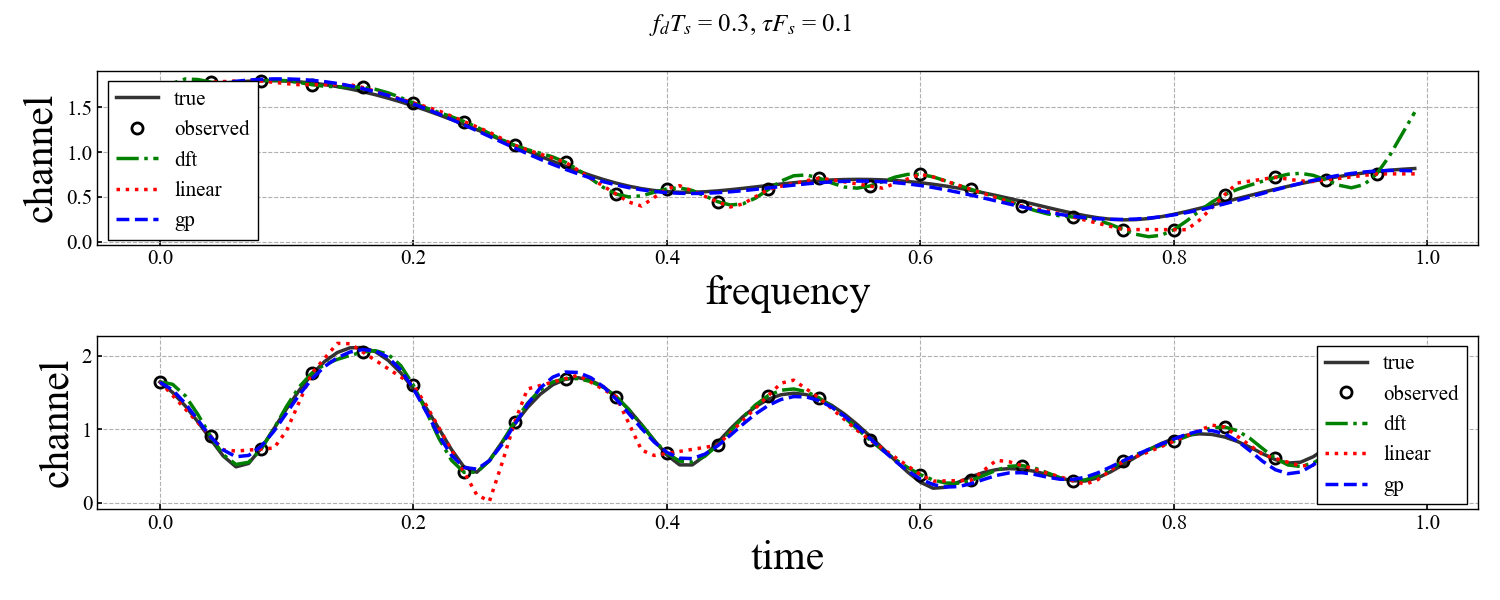 f_dT_s = 0.3, τF_s = 0.1
channel
1.5
1.0
0.5
0.0
true
observed
dft
linear
gp
0.0 0.2 0.4 0.6 0.8 1.0
frequency
channel
2
1
0
true
observed
dft
linear
gp
0.0 0.2 0.4 0.6 0.8 1.0
time